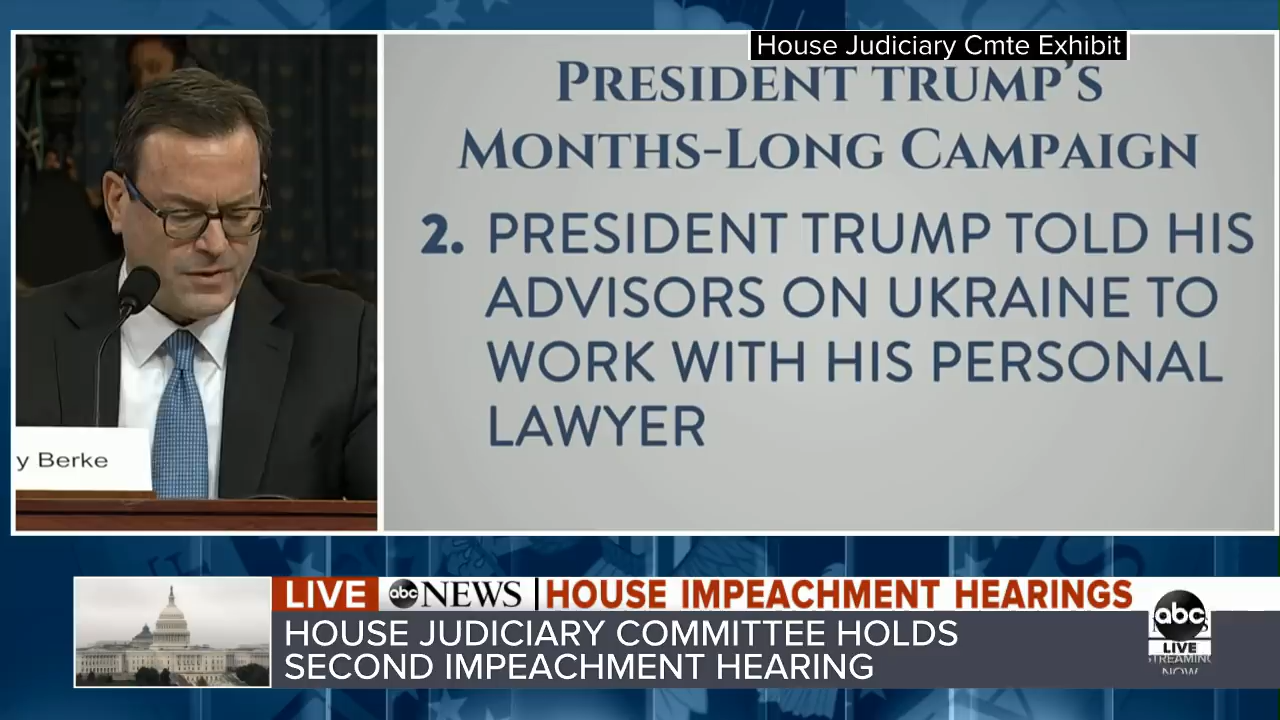 House Judiciary Cmte Exhibit
PRESIDENT TRUMP'S
MONTHS-LONG CAMPAIGN
2. PRESIDENT TRUMP TOLD HIS
ADVISORS ON UKRAINE TO
WORK WITH HIS PERSONAL
LAWYER
y Berke
LIVE abc NEWS HOUSE IMPEACHMENT HEARINGS
HOUSE JUDICIARY COMMITTEE HOLDS
SECOND IMPEACHMENT HEARING
abc
LIVE
STREAMING
NOW